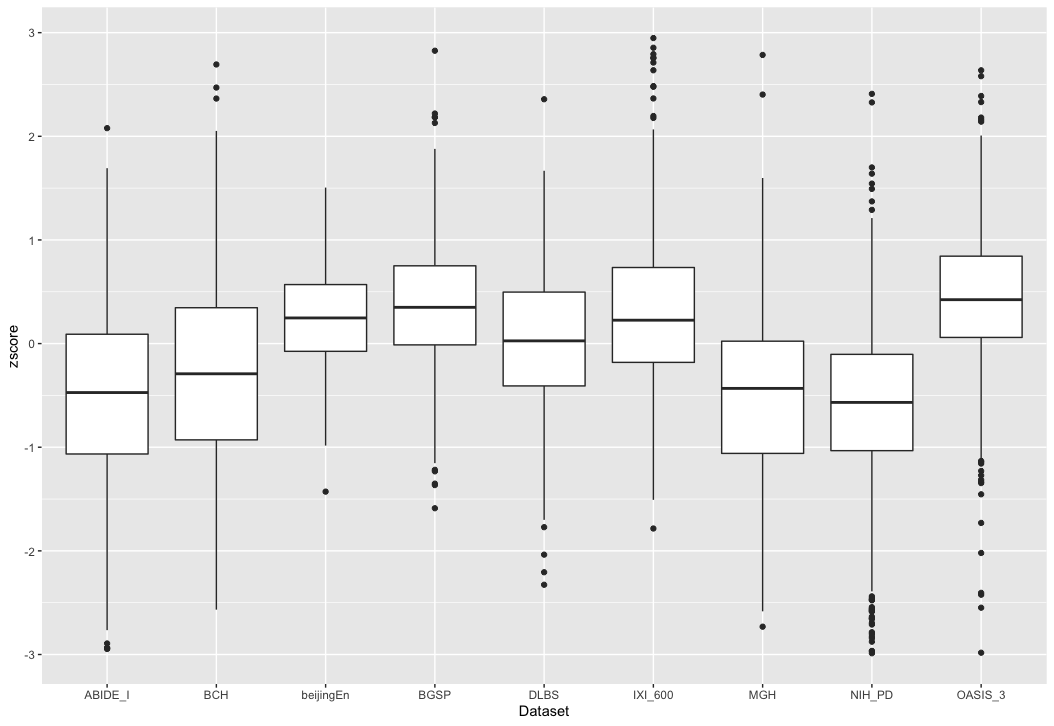 zscore
3
2
1
0
-1
-2
-3
ABIDE_I BCH beijingEn BGSP DLBS IXI_600 MGH NIH_PD OASIS_3
Dataset